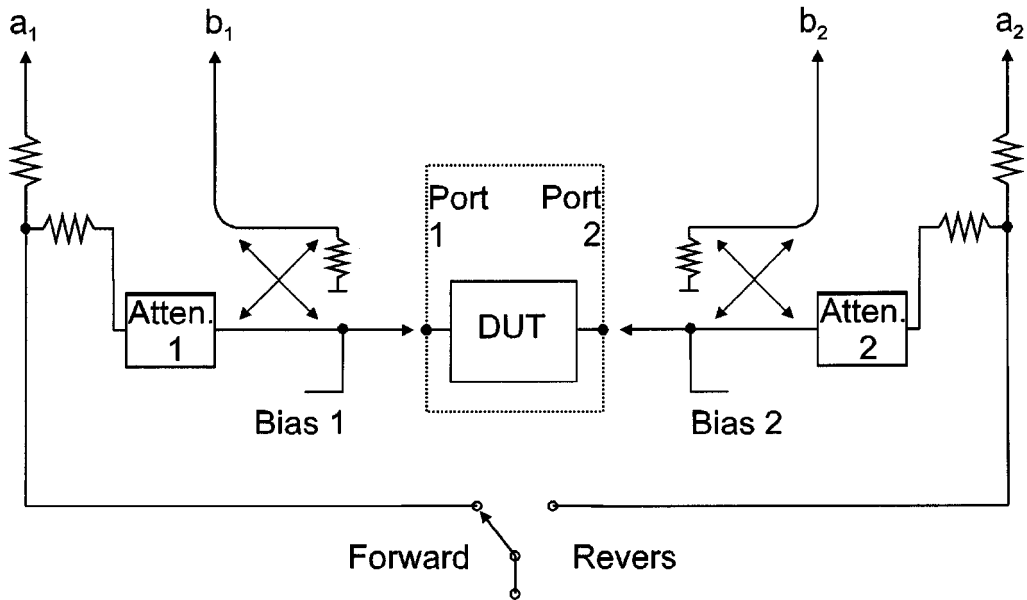 a₁
b₁
b₂
a₂
Port
1
Port
2
Atten.
1
DUT
Atten.
2
Bias 1
Bias 2
Forward
Revers